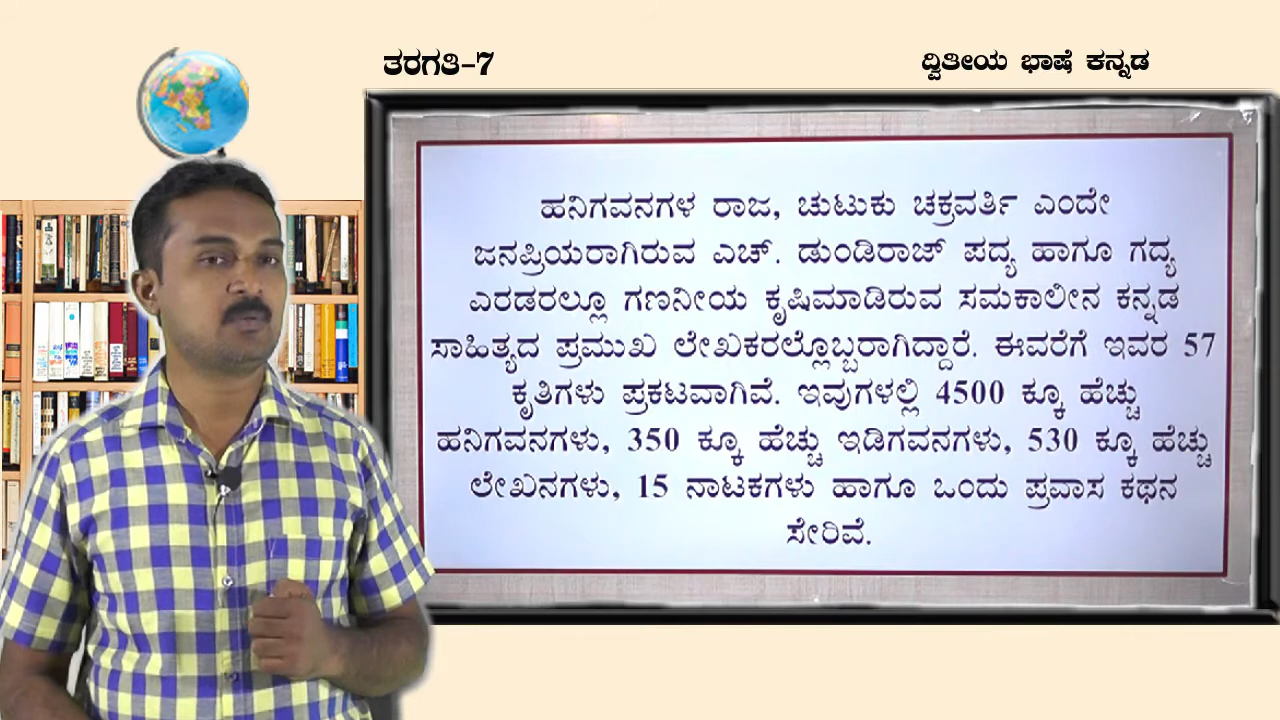 ತರಗತಿ-7
ದ್ವಿತೀಯ ಭಾಷೆ ಕನ್ನಡ
ಹನಿಗವನಗಳ ರಾಜ, ಚುಟುಕು ಚಕ್ರವರ್ತಿ ಎಂದೇ
ಜನಪ್ರಿಯರಾಗಿರುವ ಎಚ್. ಡುಂಡಿರಾಜ್ ಪದ್ಯ ಹಾಗೂ ಗದ್ಯ
ಎರಡರಲ್ಲೂ ಗಣನೀಯ ಕೃಷಿಮಾಡಿರುವ ಸಮಕಾಲೀನ ಕನ್ನಡ
ಸಾಹಿತ್ಯದ ಪ್ರಮುಖ ಲೇಖಕರಲ್ಲೊಬ್ಬರಾಗಿದ್ದಾರೆ. ಈವರೆಗೆ ಇವರ 57
ಕೃತಿಗಳು ಪ್ರಕಟವಾಗಿವೆ. ಇವುಗಳಲ್ಲಿ 4500 ಕ್ಕೂ ಹೆಚ್ಚು
ಹನಿಗವನಗಳು, 350 ಕ್ಕೂ ಹೆಚ್ಚು ಇಡಿಗವನಗಳು, 530 ಕ್ಕೂ ಹೆಚ್ಚು
ಲೇಖನಗಳು, 15 ನಾಟಕಗಳು ಹಾಗೂ ಒಂದು ಪ್ರವಾಸ ಕಥನ
ಸೇರಿವೆ.